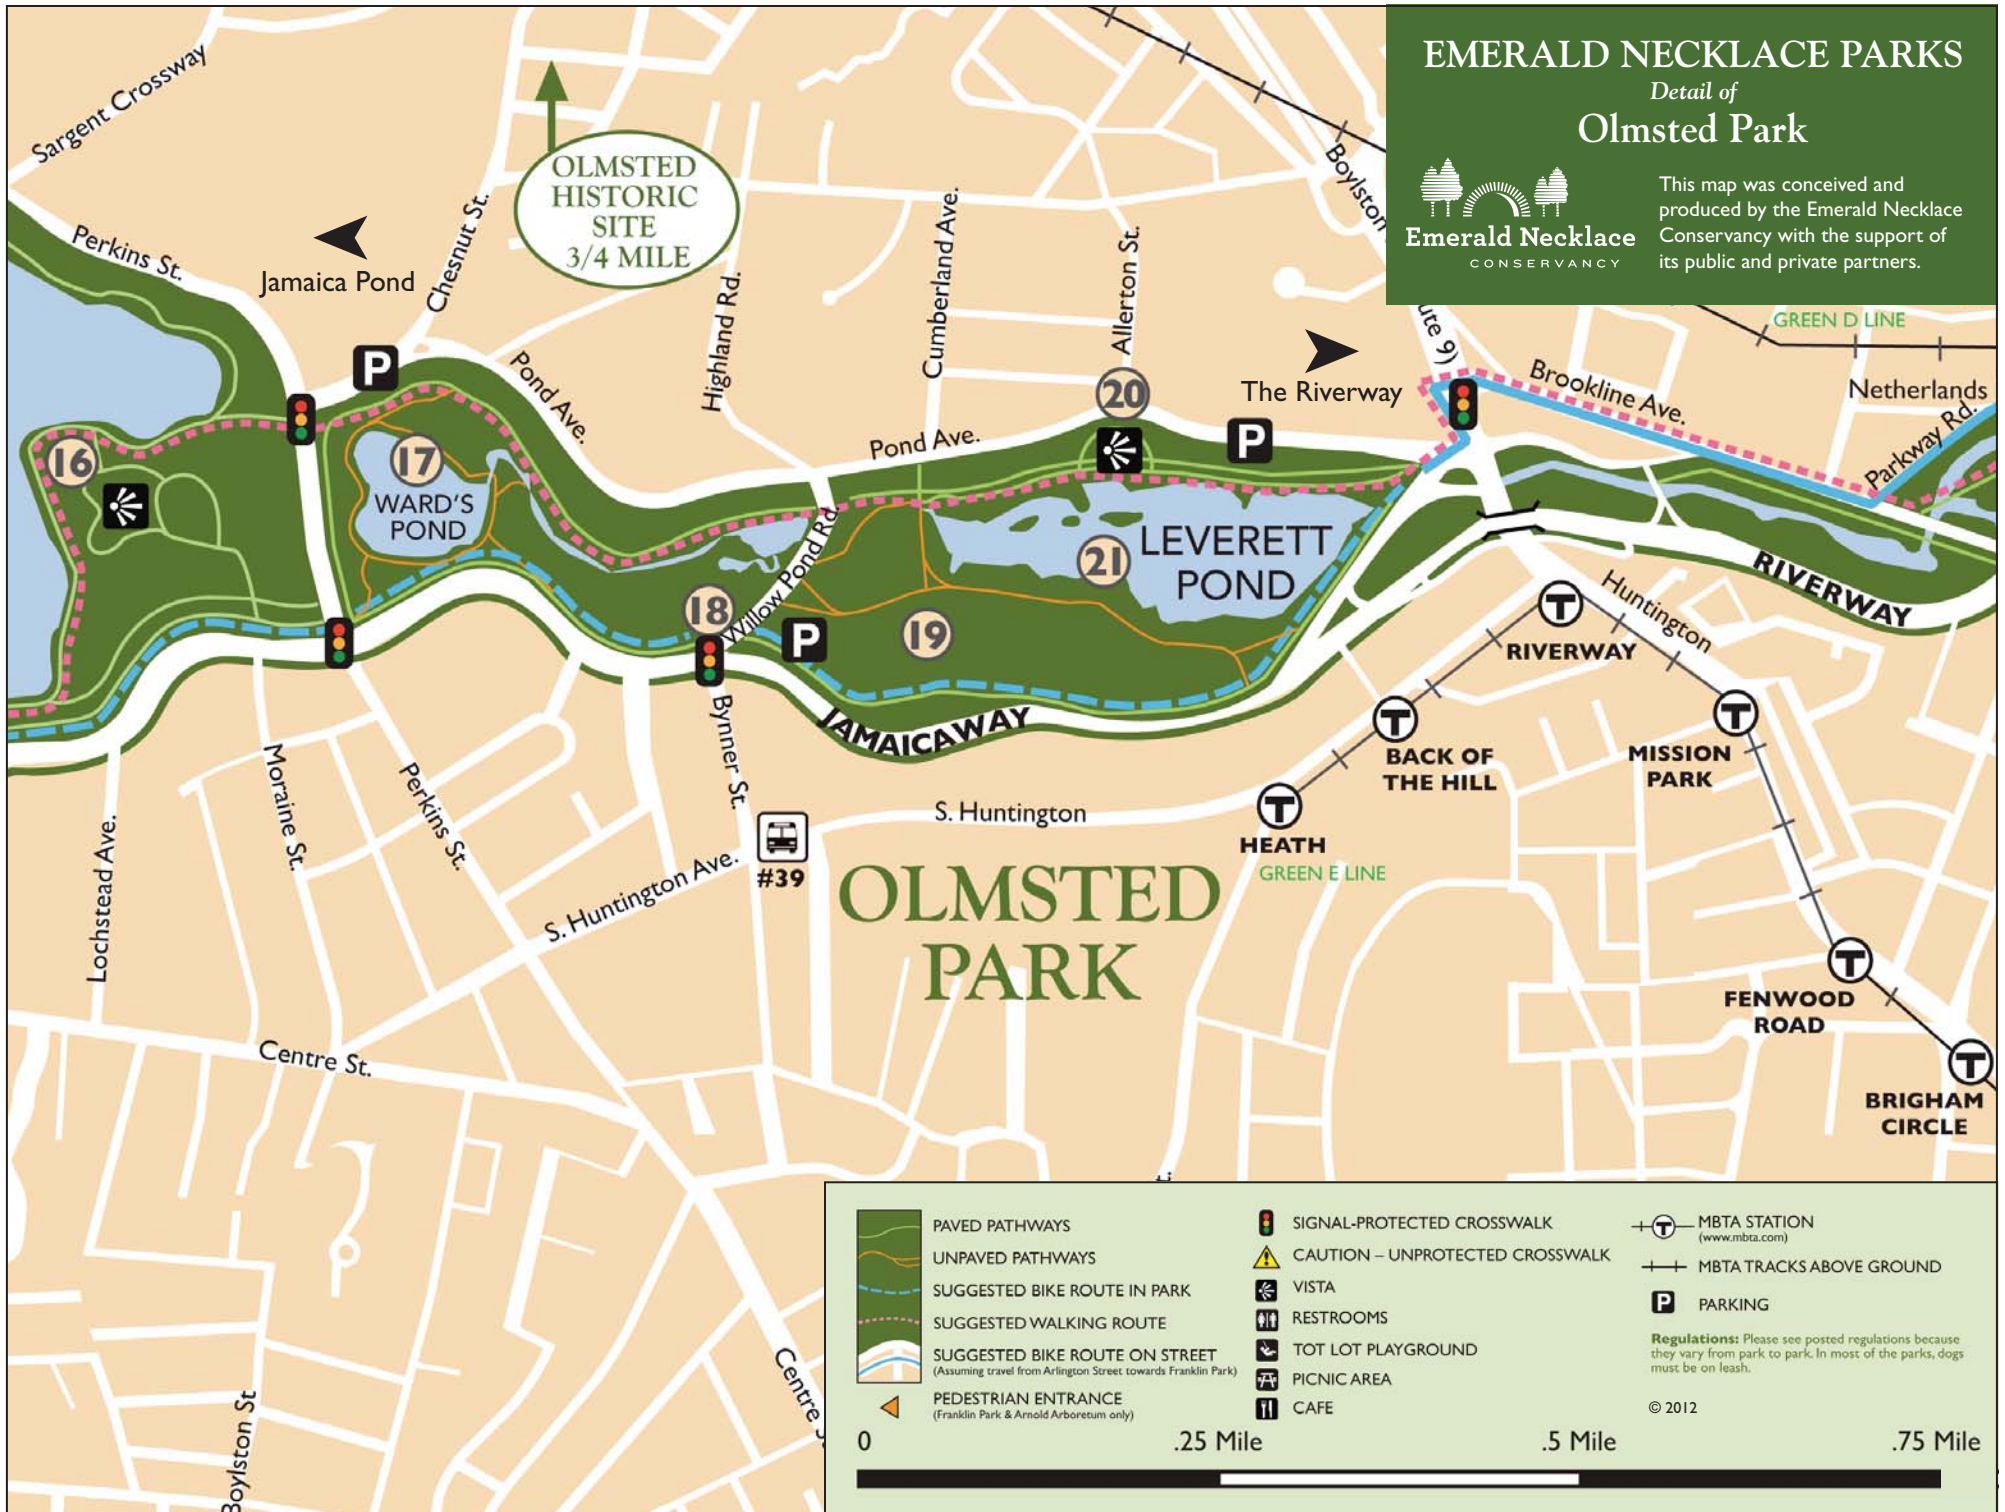 EMERALD NECKLACE PARKS
Detail of
Olmsted Park
Emerald Necklace
CONSERVANCY
This map was conceived and
produced by the Emerald Necklace
Conservancy with the support of
its public and private partners.
Sargent Crossway
Perkins St.
Jamaica Pond
Chesnut St.
OLMSTED
HISTORIC
SITE
3/4 MILE
Highland Rd.
Cumberland Ave.
Allerton St.
Boylston
ute 9)
GREEN D LINE
The Riverway
Brookline Ave.
Netherlands
Parkway Rd.
P
Pond Ave.
Pond Ave.
20
P
16
17
WARD'S
POND
LEVERETT
POND
21
18
Willow Pond Rd.
P
19
RIVERWAY
Huntington
T
RIVERWAY
JAMAICAWAY
T
BACK OF
THE HILL
T
MISSION
PARK
Moraine St.
Perkins St.
Bynner St.
S. Huntington
T
HEATH
GREEN E LINE
Lochstead Ave.
S. Huntington Ave.
#39
OLMSTED
PARK
T
FENWOOD
ROAD
T
BRIGHAM
CIRCLE
Centre St.
Centre S
Boylston St
PAVED PATHWAYS
UNPAVED PATHWAYS
SUGGESTED BIKE ROUTE IN PARK
SUGGESTED WALKING ROUTE
SUGGESTED BIKE ROUTE ON STREET
(Assuming travel from Arlington Street towards Franklin Park)
PEDESTRIAN ENTRANCE
(Franklin Park & Arnold Arboretum only)
SIGNAL-PROTECTED CROSSWALK
CAUTION – UNPROTECTED CROSSWALK
VISTA
RESTROOMS
TOT LOT PLAYGROUND
PICNIC AREA
CAFE
T MBTA STATION
(www.mbta.com)
MBTA TRACKS ABOVE GROUND
P PARKING
Regulations: Please see posted regulations because
they vary from park to park. In most of the parks, dogs
must be on leash.
© 2012
0 .25 Mile .5 Mile .75 Mile